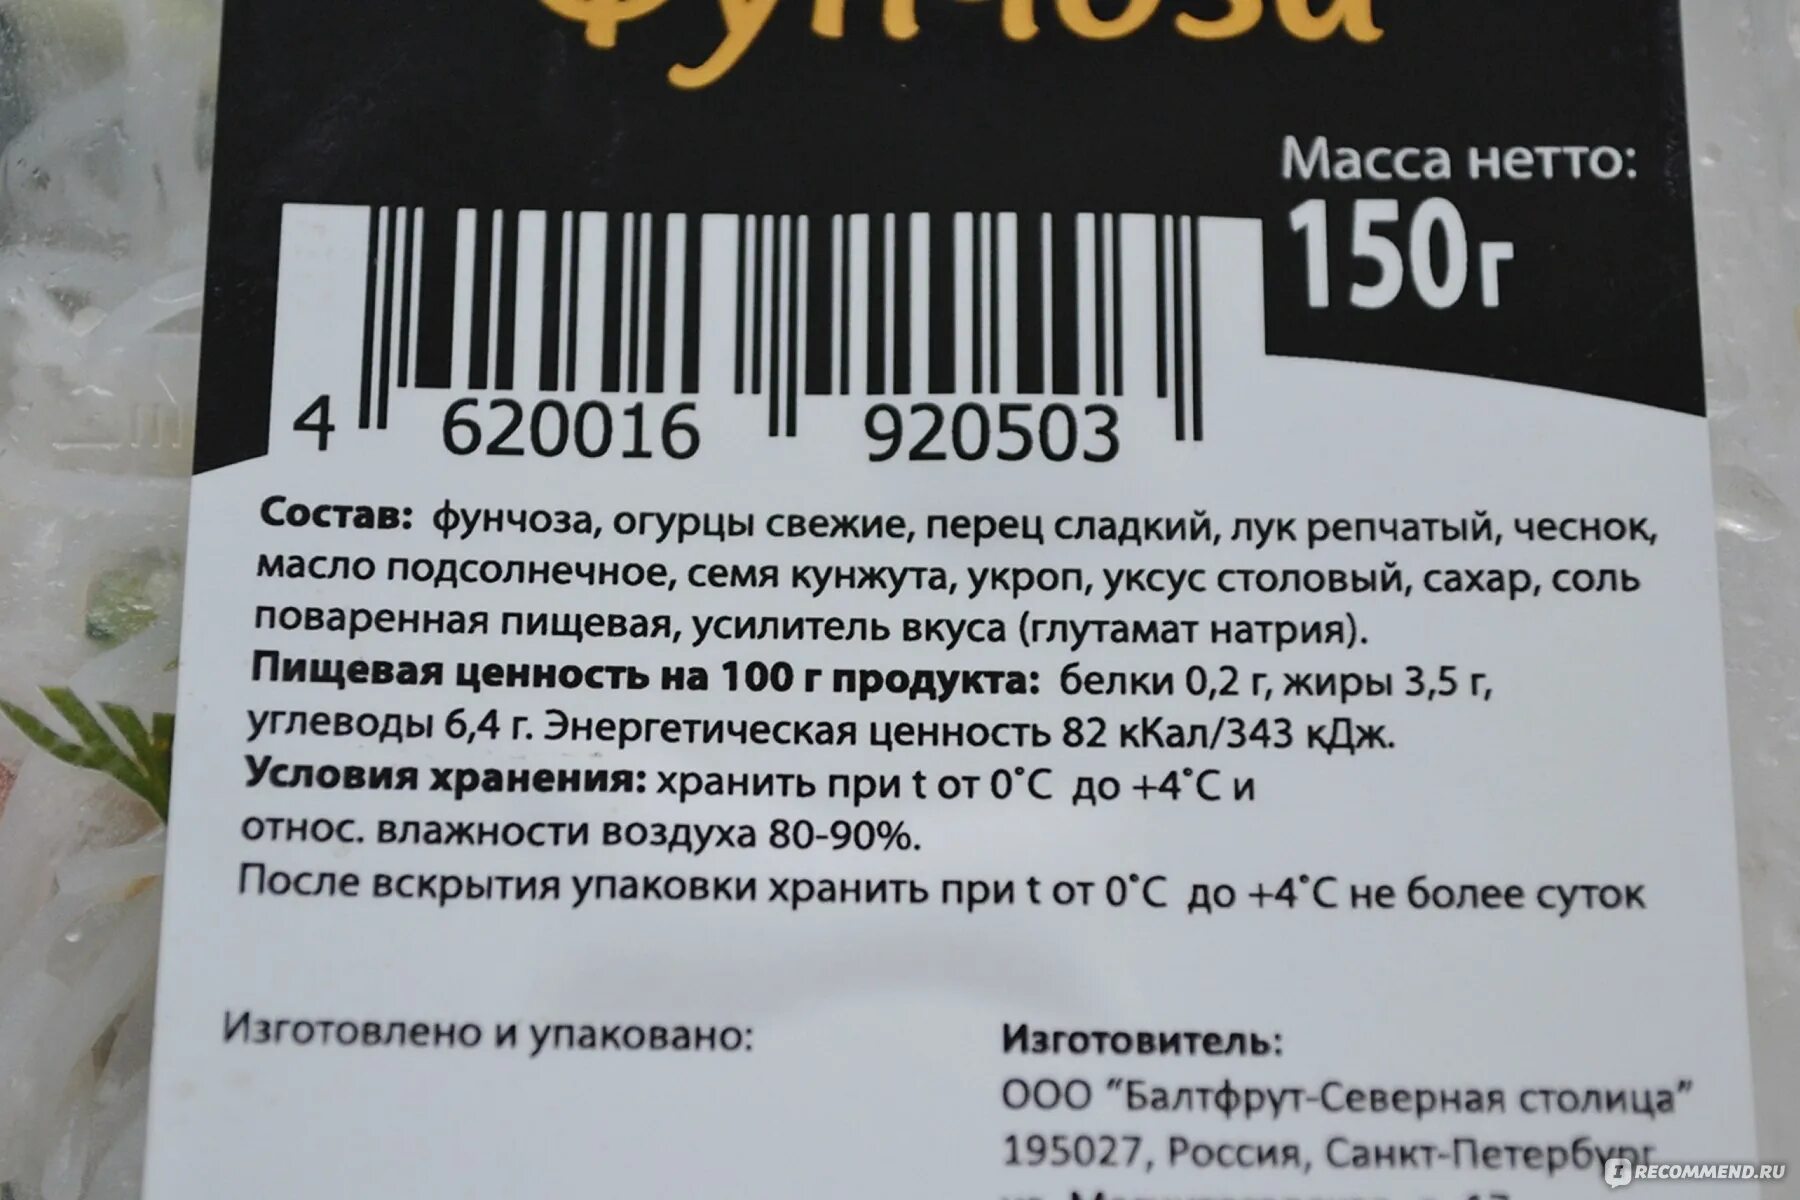 Фунчоза
Масса нетто:
150г
4 620016 920503
Состав: фунчоза, огурцы свежие, перец сладкий, лук репчатый, чеснок,
масло подсолнечное, семя кунжута, укроп, уксус столовый, сахар, соль
поваренная пищевая, усилитель вкуса (глутамат натрия).
Пищевая ценность на 100 г продукта: белки 0,2 г, жиры 3,5 г,
углеводы 6,4 г. Энергетическая ценность 82 кКал/343 кДж.
Условия хранения: хранить при t от 0°С до +4°С и
относ. влажности воздуха 80-90%.
После вскрытия упаковки хранить при t от 0°С до +4°С не более суток
Изготовлено и упаковано:
Изготовитель:
ООО "Балтфрут-Северная столица"
195027, Россия, Санкт-Петербург
RECOMMEND.RU